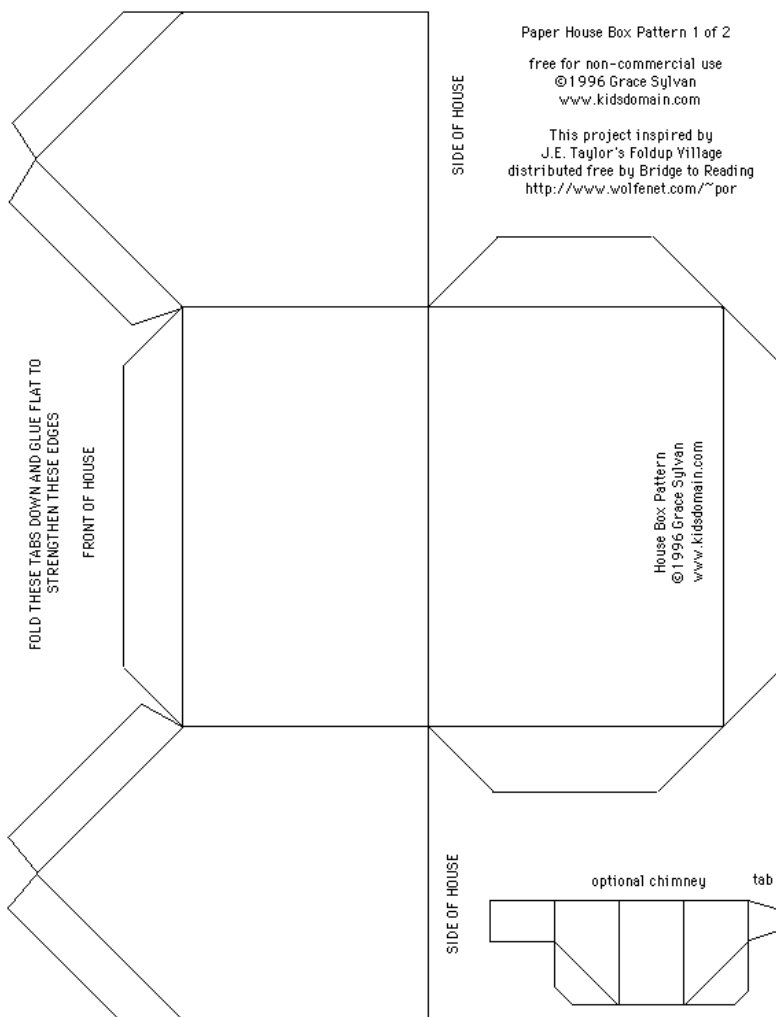 Paper House Box Pattern 1 of 2
free for non-commercial use
©1996 Grace Sylvan
www.kidsdomain.com
This project inspired by
J.E. Taylor's Foldup Village
distributed free by Bridge to Reading
http://www.wolfenet.com/~por
SIDE OF HOUSE
FOLD THESE TABS DOWN AND GLUE FLAT TO
STRENGTHEN THESE EDGES
FRONT OF HOUSE
House Box Pattern
©1996 Grace Sylvan
www.kidsdomain.com
SIDE OF HOUSE
optional chimney
tab